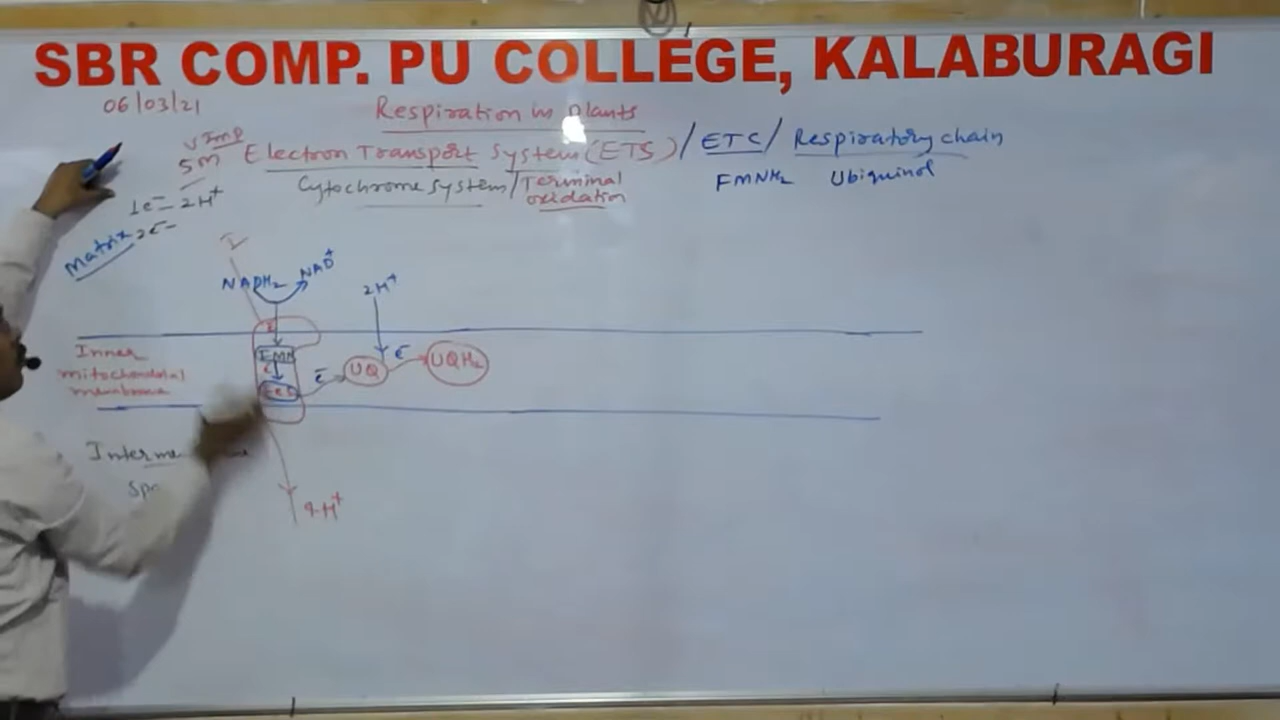 SBR COMP. PU COLLEGE, KALABURAGI
06/03/21
Respiration in Plants
V Imp
5m Electron Transport System (ETS) / ETC / Respiratory chain
Cytochrome system / Terminal oxidation
FMNH₂ Ubiquinol
1e⁻ = 2H⁺
2e⁻
Matrix
I
NADH₂ NAD⁺
2H⁺
Inner
mitochondrial
membrane
FMN
e⁻
UQ
e⁻
UQH₂
H⁺